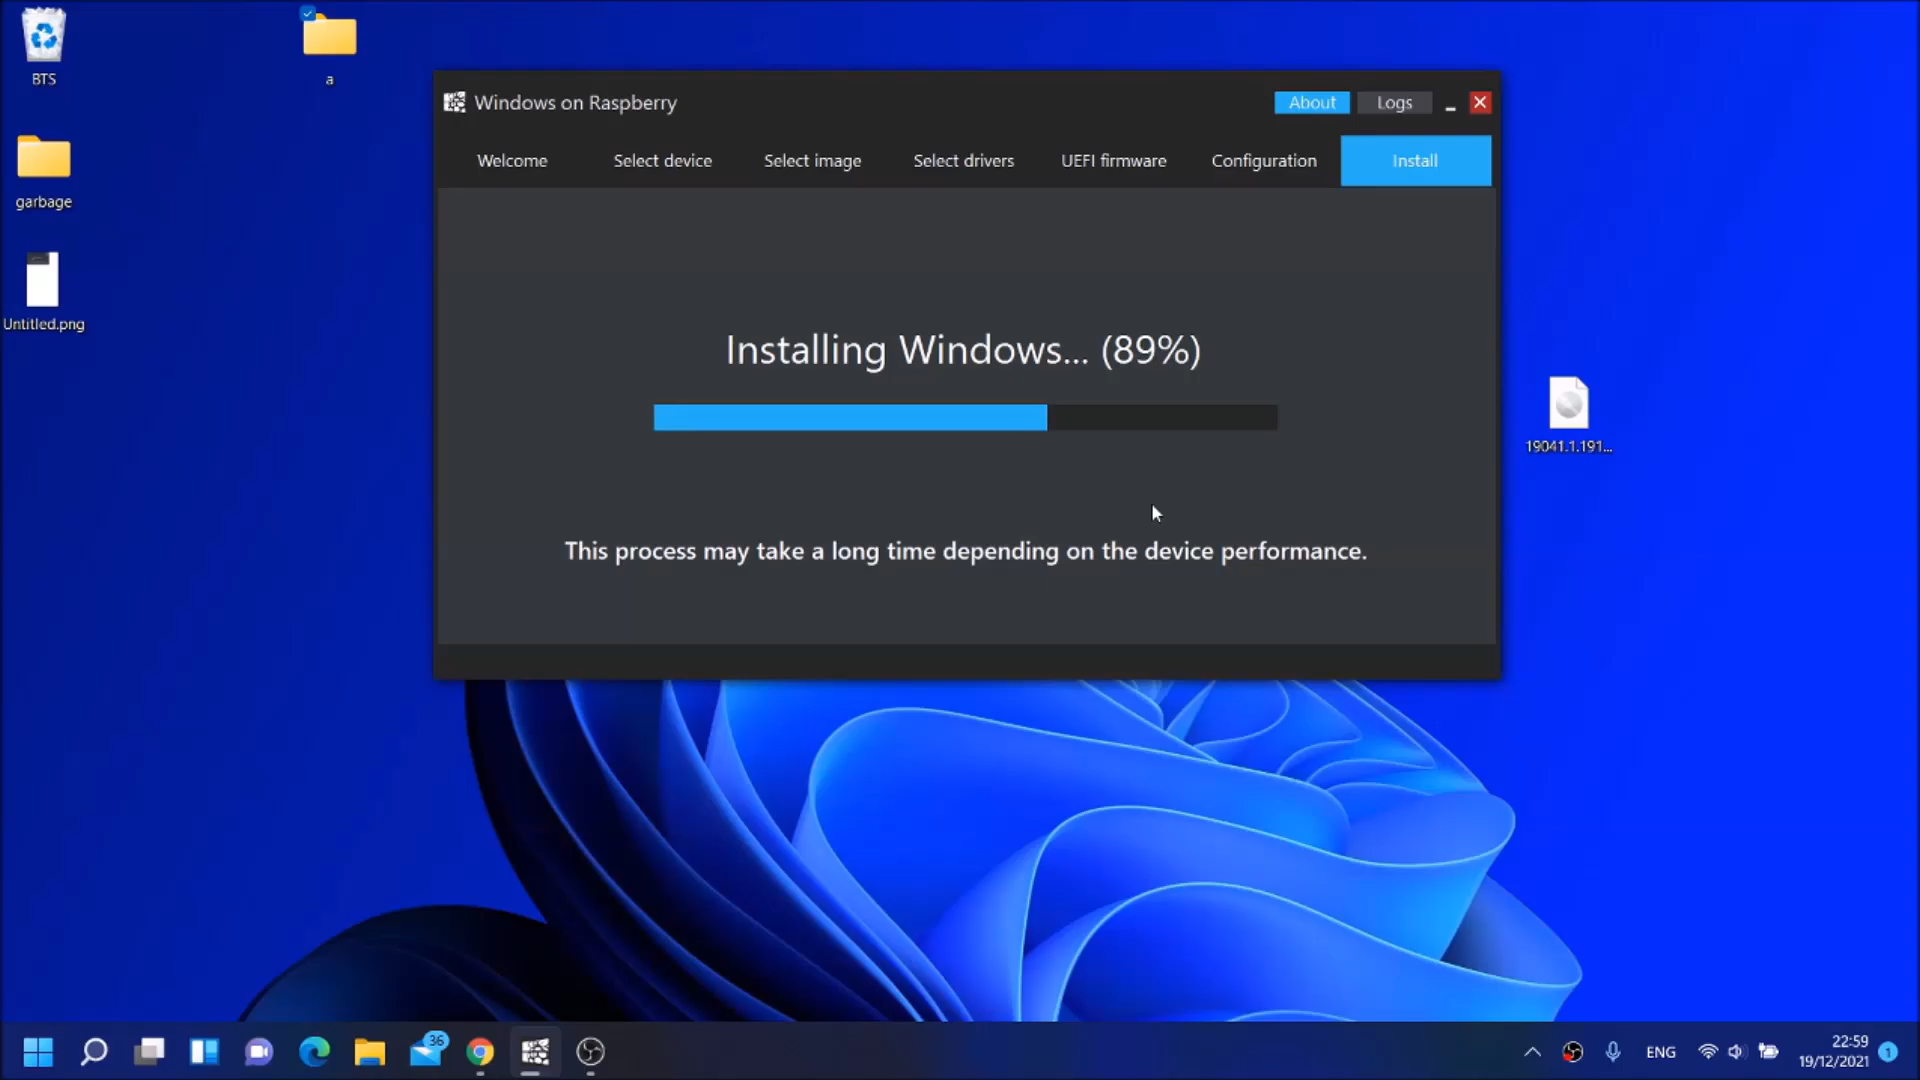 BTS
a
garbage
Untitled.png
Windows on Raspberry
About
Logs
Welcome
Select device
Select image
Select drivers
UEFI firmware
Configuration
Install
Installing Windows... (89%)
This process may take a long time depending on the device performance.
19041.1.191...
36
ENG
22:59
19/12/2021
1